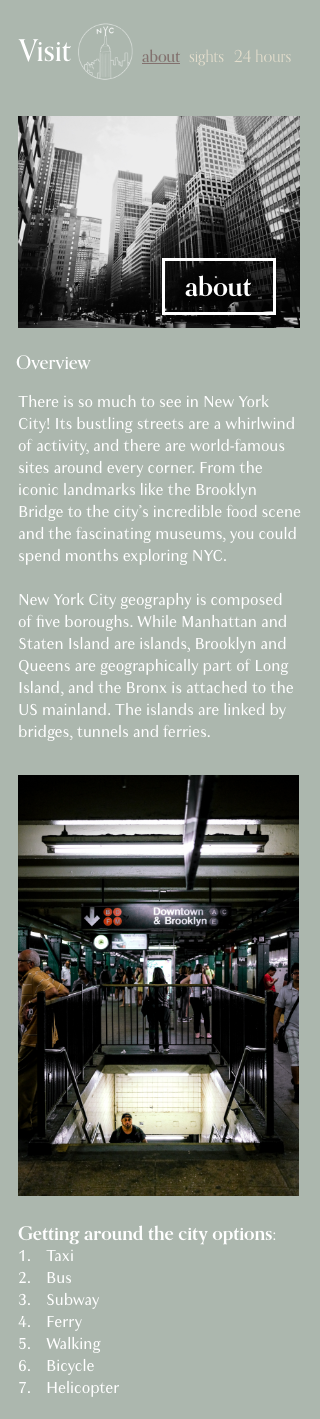 Visit
NYC
about sights 24 hours
about
Overview
There is so much to see in New York
City! Its bustling streets are a whirlwind
of activity, and there are world-famous
sites around every corner. From the
iconic landmarks like the Brooklyn
Bridge to the city's incredible food scene
and the fascinating museums, you could
spend months exploring NYC.
New York City geography is composed
of five boroughs. While Manhattan and
Staten Island are islands, Brooklyn and
Queens are geographically part of Long
Island, and the Bronx is attached to the
US mainland. The islands are linked by
bridges, tunnels and ferries.
Downtown
& Brooklyn
Getting around the city options:
1. Taxi
2. Bus
3. Subway
4. Ferry
5. Walking
6. Bicycle
7. Helicopter